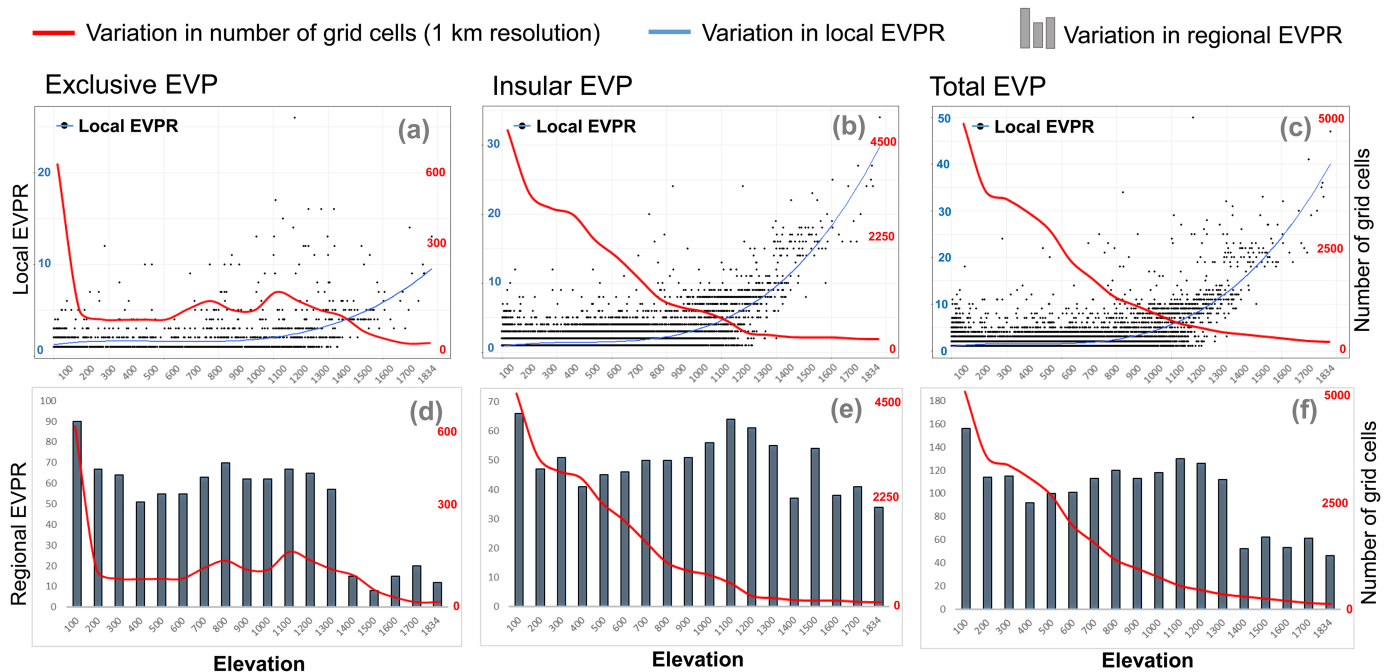 Variation in number of grid cells (1 km resolution) Variation in local EVPR Variation in regional EVPR
Exclusive EVP Insular EVP Total EVP
Local EVPR
Local EVPR (a)
20
10
0
600
300
0
100 200 300 400 500 600 700 800 900 1000 1100 1200 1300 1400 1500 1600 1700 1834
Local EVPR (b)
30
20
10
0
4500
2250
0
100 200 300 400 500 600 700 800 900 1000 1100 1200 1300 1400 1500 1600 1700 1834
Local EVPR (c)
50
40
30
20
10
0
5000
2500
0
Number of grid cells
100 200 300 400 500 600 700 800 900 1000 1100 1200 1300 1400 1500 1600 1700 1834
Regional EVPR
(d)
100
90
80
70
60
50
40
30
20
10
0
600
300
0
100 200 300 400 500 600 700 800 900 1000 1100 1200 1300 1400 1500 1600 1700 1834
Elevation
(e)
70
60
50
40
30
20
10
0
4500
2250
0
100 200 300 400 500 600 700 800 900 1000 1100 1200 1300 1400 1500 1600 1700 1834
Elevation
(f)
180
160
140
120
100
80
60
40
20
0
5000
2500
0
Number of grid cells
100 200 300 400 500 600 700 800 900 1000 1100 1200 1300 1400 1500 1600 1700 1834
Elevation